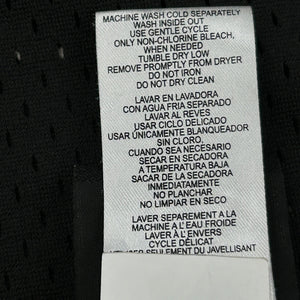 MACHINE WASH COLD SEPARATELY
WASH INSIDE OUT
USE GENTLE CYCLE
ONLY NON-CHLORINE BLEACH,
WHEN NEEDED
TUMBLE DRY LOW
REMOVE PROMPTLY FROM DRYER
DO NOT IRON
DO NOT DRY CLEAN
LAVAR EN LAVADORA
CON AGUA FRIA SEPARADO
LAVAR AL REVES
USAR CICLO DELICADO
USAR ÚNICAMENTE BLANQUEADOR
SIN CLORO,
CUANDO SEA NECESARIO
SECAR EN SECADORA
A TEMPERATURA BAJA
SACAR DE LA SECADORA
INMEDIATAMENTE
NO PLANCHAR
NO LIMPIAR EN SECO
LAVER SEPAREMENT A LA
MACHINE A L'EAU FROIDE
LAVER À L'ENVERS
CYCLE DÉLICAT
SEULEMENT DU JAVELLISANT